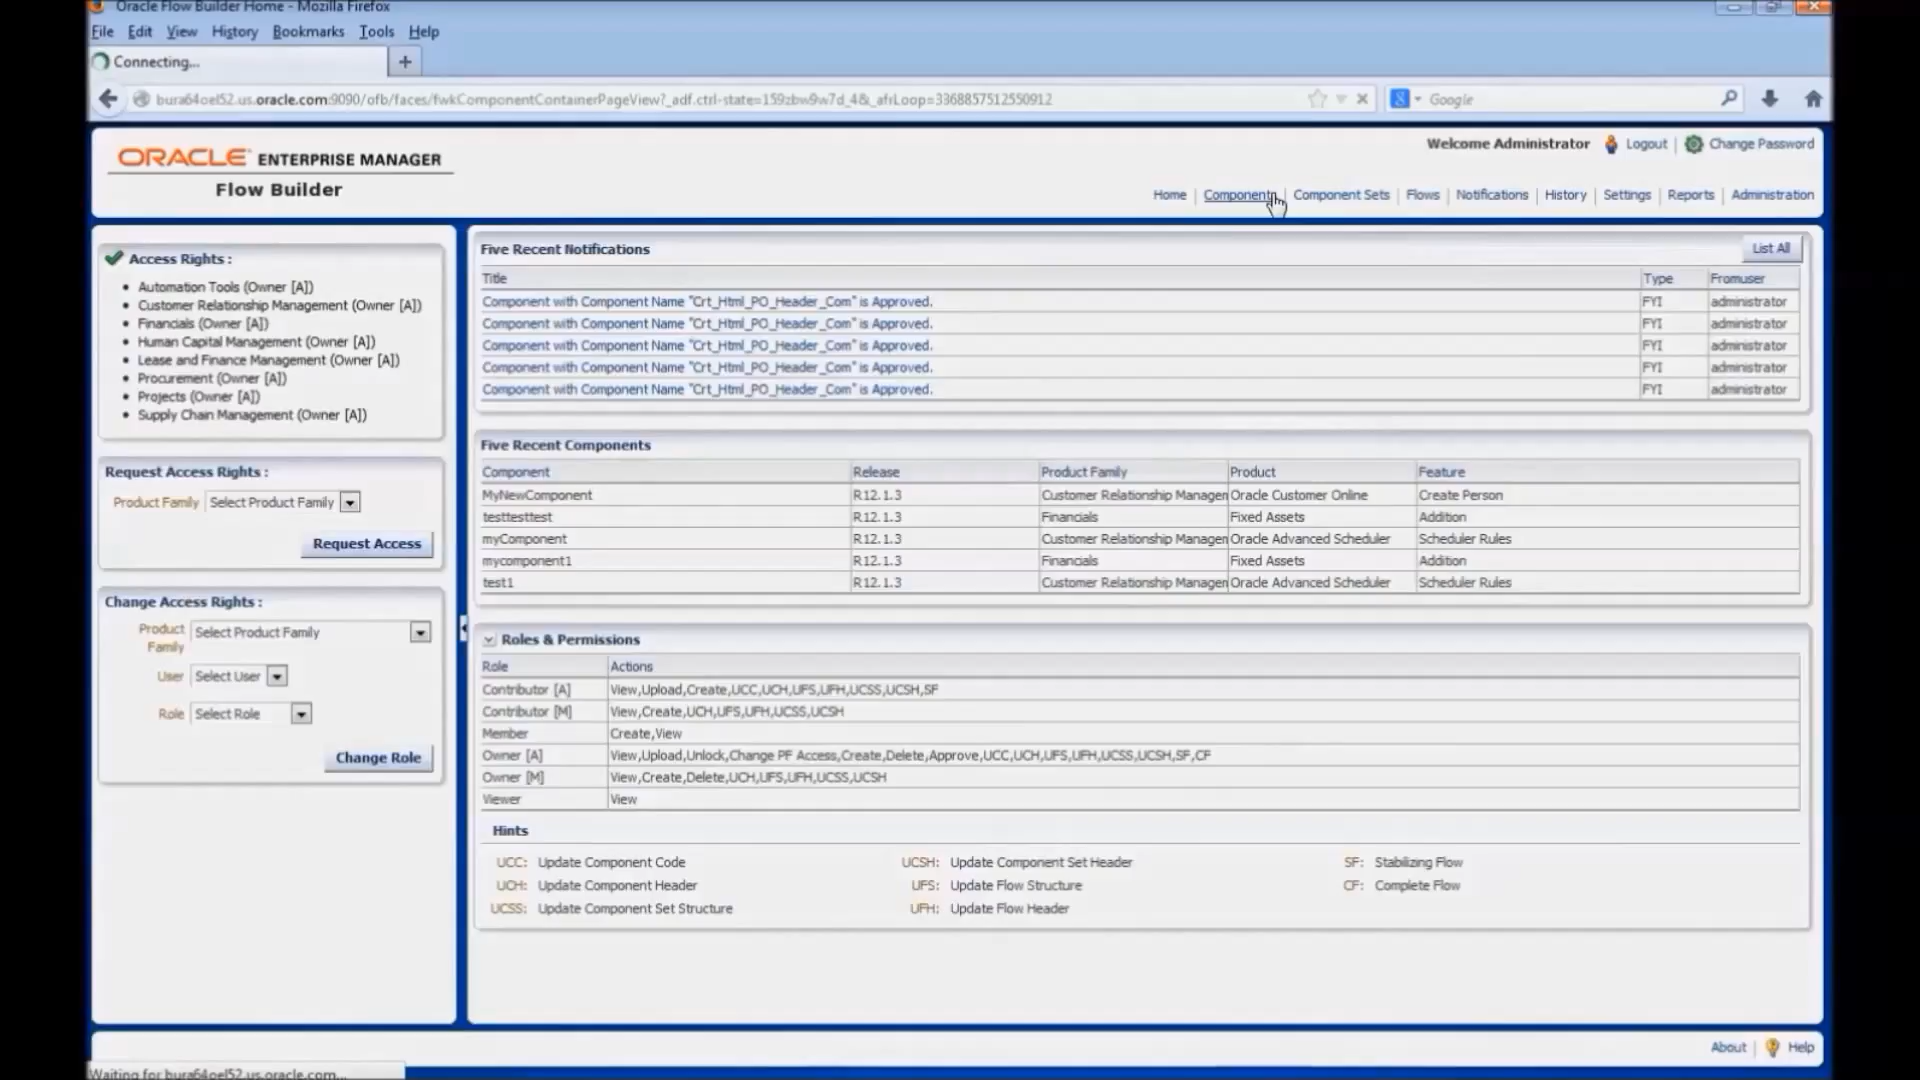 Oracle Flow Builder Home - Mozilla Firefox
File Edit View History Bookmarks Tools Help
Connecting... +
bura64oel52.us.oracle.com:9090/ofb/faces/fwkComponentContainerPageView?_adf.ctrl-state=159zbw9w7d_4&_afrLoop=3368857512550912 Google
ORACLE ENTERPRISE MANAGER
Flow Builder
Welcome Administrator Logout | Change Password
Home | Components | Component Sets | Flows | Notifications | History | Settings | Reports | Administration
Access Rights :
• Automation Tools (Owner [A])
• Customer Relationship Management (Owner [A])
• Financials (Owner [A])
• Human Capital Management (Owner [A])
• Lease and Finance Management (Owner [A])
• Procurement (Owner [A])
• Projects (Owner [A])
• Supply Chain Management (Owner [A])
Request Access Rights :
Product Family Select Product Family
Request Access
Change Access Rights :
Product Family Select Product Family
User Select User
Role Select Role
Change Role
Five Recent Notifications List All
Title Type Fromuser
Component with Component Name "Crt_Html_PO_Header_Com" is Approved. FYI administrator
Component with Component Name "Crt_Html_PO_Header_Com" is Approved. FYI administrator
Component with Component Name "Crt_Html_PO_Header_Com" is Approved. FYI administrator
Component with Component Name "Crt_Html_PO_Header_Com" is Approved. FYI administrator
Component with Component Name "Crt_Html_PO_Header_Com" is Approved. FYI administrator
Five Recent Components
Component Release Product Family Product Feature
MyNewComponent R12.1.3 Customer Relationship Managen Oracle Customer Online Create Person
testtesttest R12.1.3 Financials Fixed Assets Addition
myComponent R12.1.3 Customer Relationship Managen Oracle Advanced Scheduler Scheduler Rules
mycomponent1 R12.1.3 Financials Fixed Assets Addition
test1 R12.1.3 Customer Relationship Managen Oracle Advanced Scheduler Scheduler Rules
Roles & Permissions
Role Actions
Contributor [A] View,Upload,Create,UCC,UCH,UFS,UFH,UCSS,UCSH,SF
Contributor [M] View,Create,UCH,UFS,UFH,UCSS,UCSH
Member Create,View
Owner [A] View,Upload,Unlock,Change PF Access,Create,Delete,Approve,UCC,UCH,UFS,UFH,UCSS,UCSH,SF,CF
Owner [M] View,Create,Delete,UCH,UFS,UFH,UCSS,UCSH
Viewer View
Hints
UCC: Update Component Code UCSH: Update Component Set Header SF: Stabilizing Flow
UCH: Update Component Header UFS: Update Flow Structure CF: Complete Flow
UCSS: Update Component Set Structure UFH: Update Flow Header
About | Help
Waiting for bura64oel52.us.oracle.com...